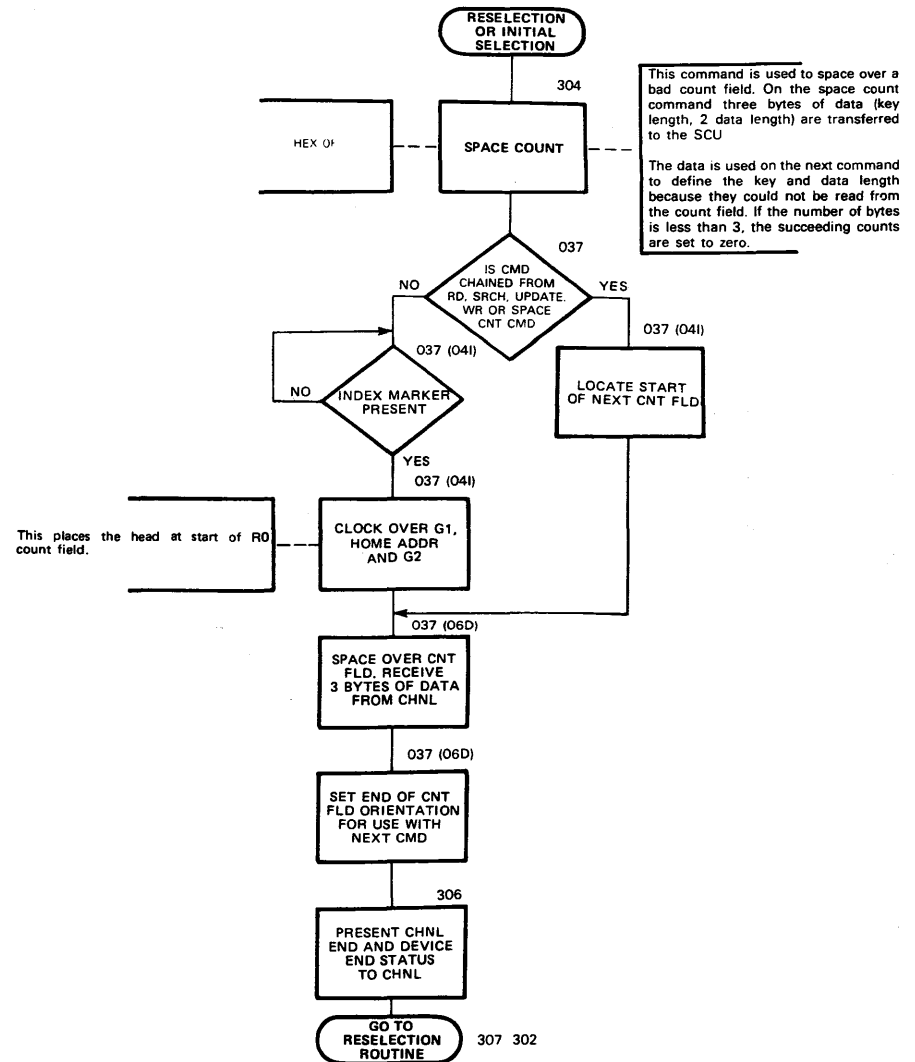 RESELECTION
OR INITIAL
SELECTION
304
HEX 0F
SPACE COUNT
This command is used to space over a
bad count field. On the space count
command three bytes of data (key
length, 2 data length) are transferred
to the SCU
The data is used on the next command
to define the key and data length
because they could not be read from
the count field. If the number of bytes
is less than 3, the succeeding counts
are set to zero.
037
IS CMD
CHAINED FROM
RD, SRCH, UPDATE.
WR OR SPACE
CNT CMD
NO
YES
037 (04I)
LOCATE START
OF NEXT CNT FLD
037 (04I)
NO
INDEX MARKER
PRESENT
YES
037 (04I)
This places the head at start of R0
count field.
CLOCK OVER G1,
HOME ADDR
AND G2
037 (06D)
SPACE OVER CNT
FLD. RECEIVE
3 BYTES OF DATA
FROM CHNL
037 (06D)
SET END OF CNT
FLD ORIENTATION
FOR USE WITH
NEXT CMD
306
PRESENT CHNL
END AND DEVICE
END STATUS
TO CHNL
GO TO
RESELECTION
ROUTINE
307 302